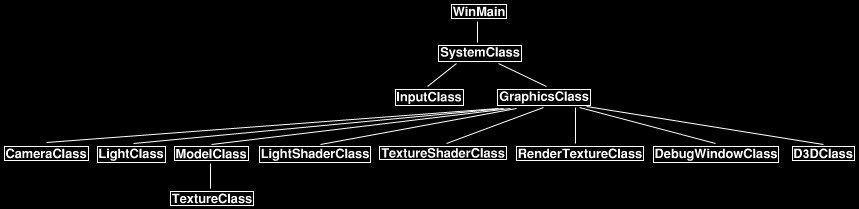 WinMain
SystemClass
InputClass GraphicsClass
CameraClass LightClass ModelClass LightShaderClass TextureShaderClass RenderTextureClass DebugWindowClass D3DClass
TextureClass